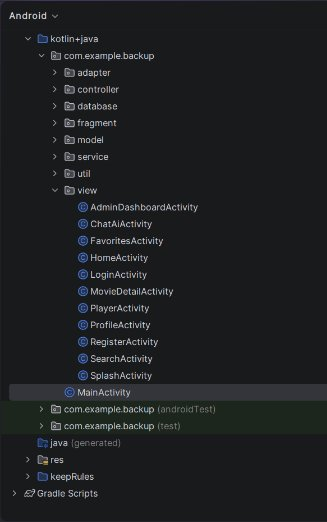 Android
kotlin+java
com.example.backup
adapter
controller
database
fragment
model
service
util
view
AdminDashboardActivity
ChatAiActivity
FavoritesActivity
HomeActivity
LoginActivity
MovieDetailActivity
PlayerActivity
ProfileActivity
RegisterActivity
SearchActivity
SplashActivity
MainActivity
com.example.backup (androidTest)
com.example.backup (test)
java (generated)
res
keepRules
Gradle Scripts